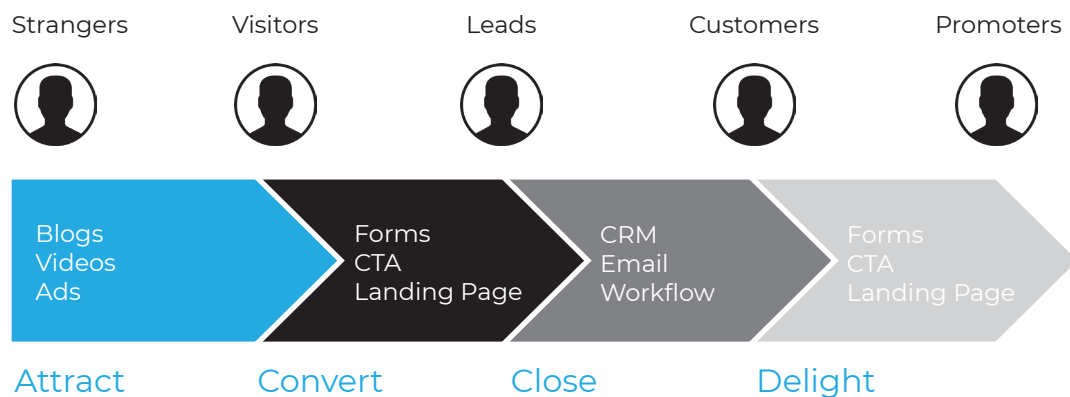 Strangers
Visitors
Leads
Customers
Promoters
Blogs
Videos
Ads
Forms
CTA
Landing Page
CRM
Email
Workflow
Forms
CTA
Landing Page
Attract
Convert
Close
Delight